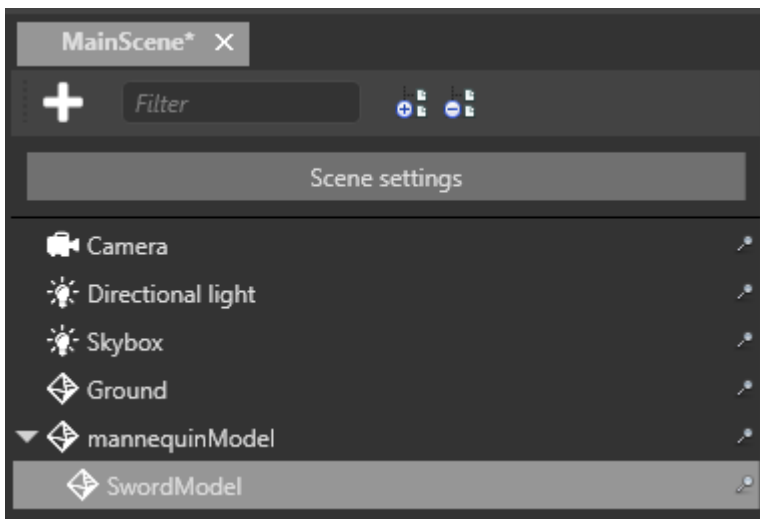 MainScene*
Filter
Scene settings
Camera
Directional light
Skybox
Ground
mannequinModel
SwordModel